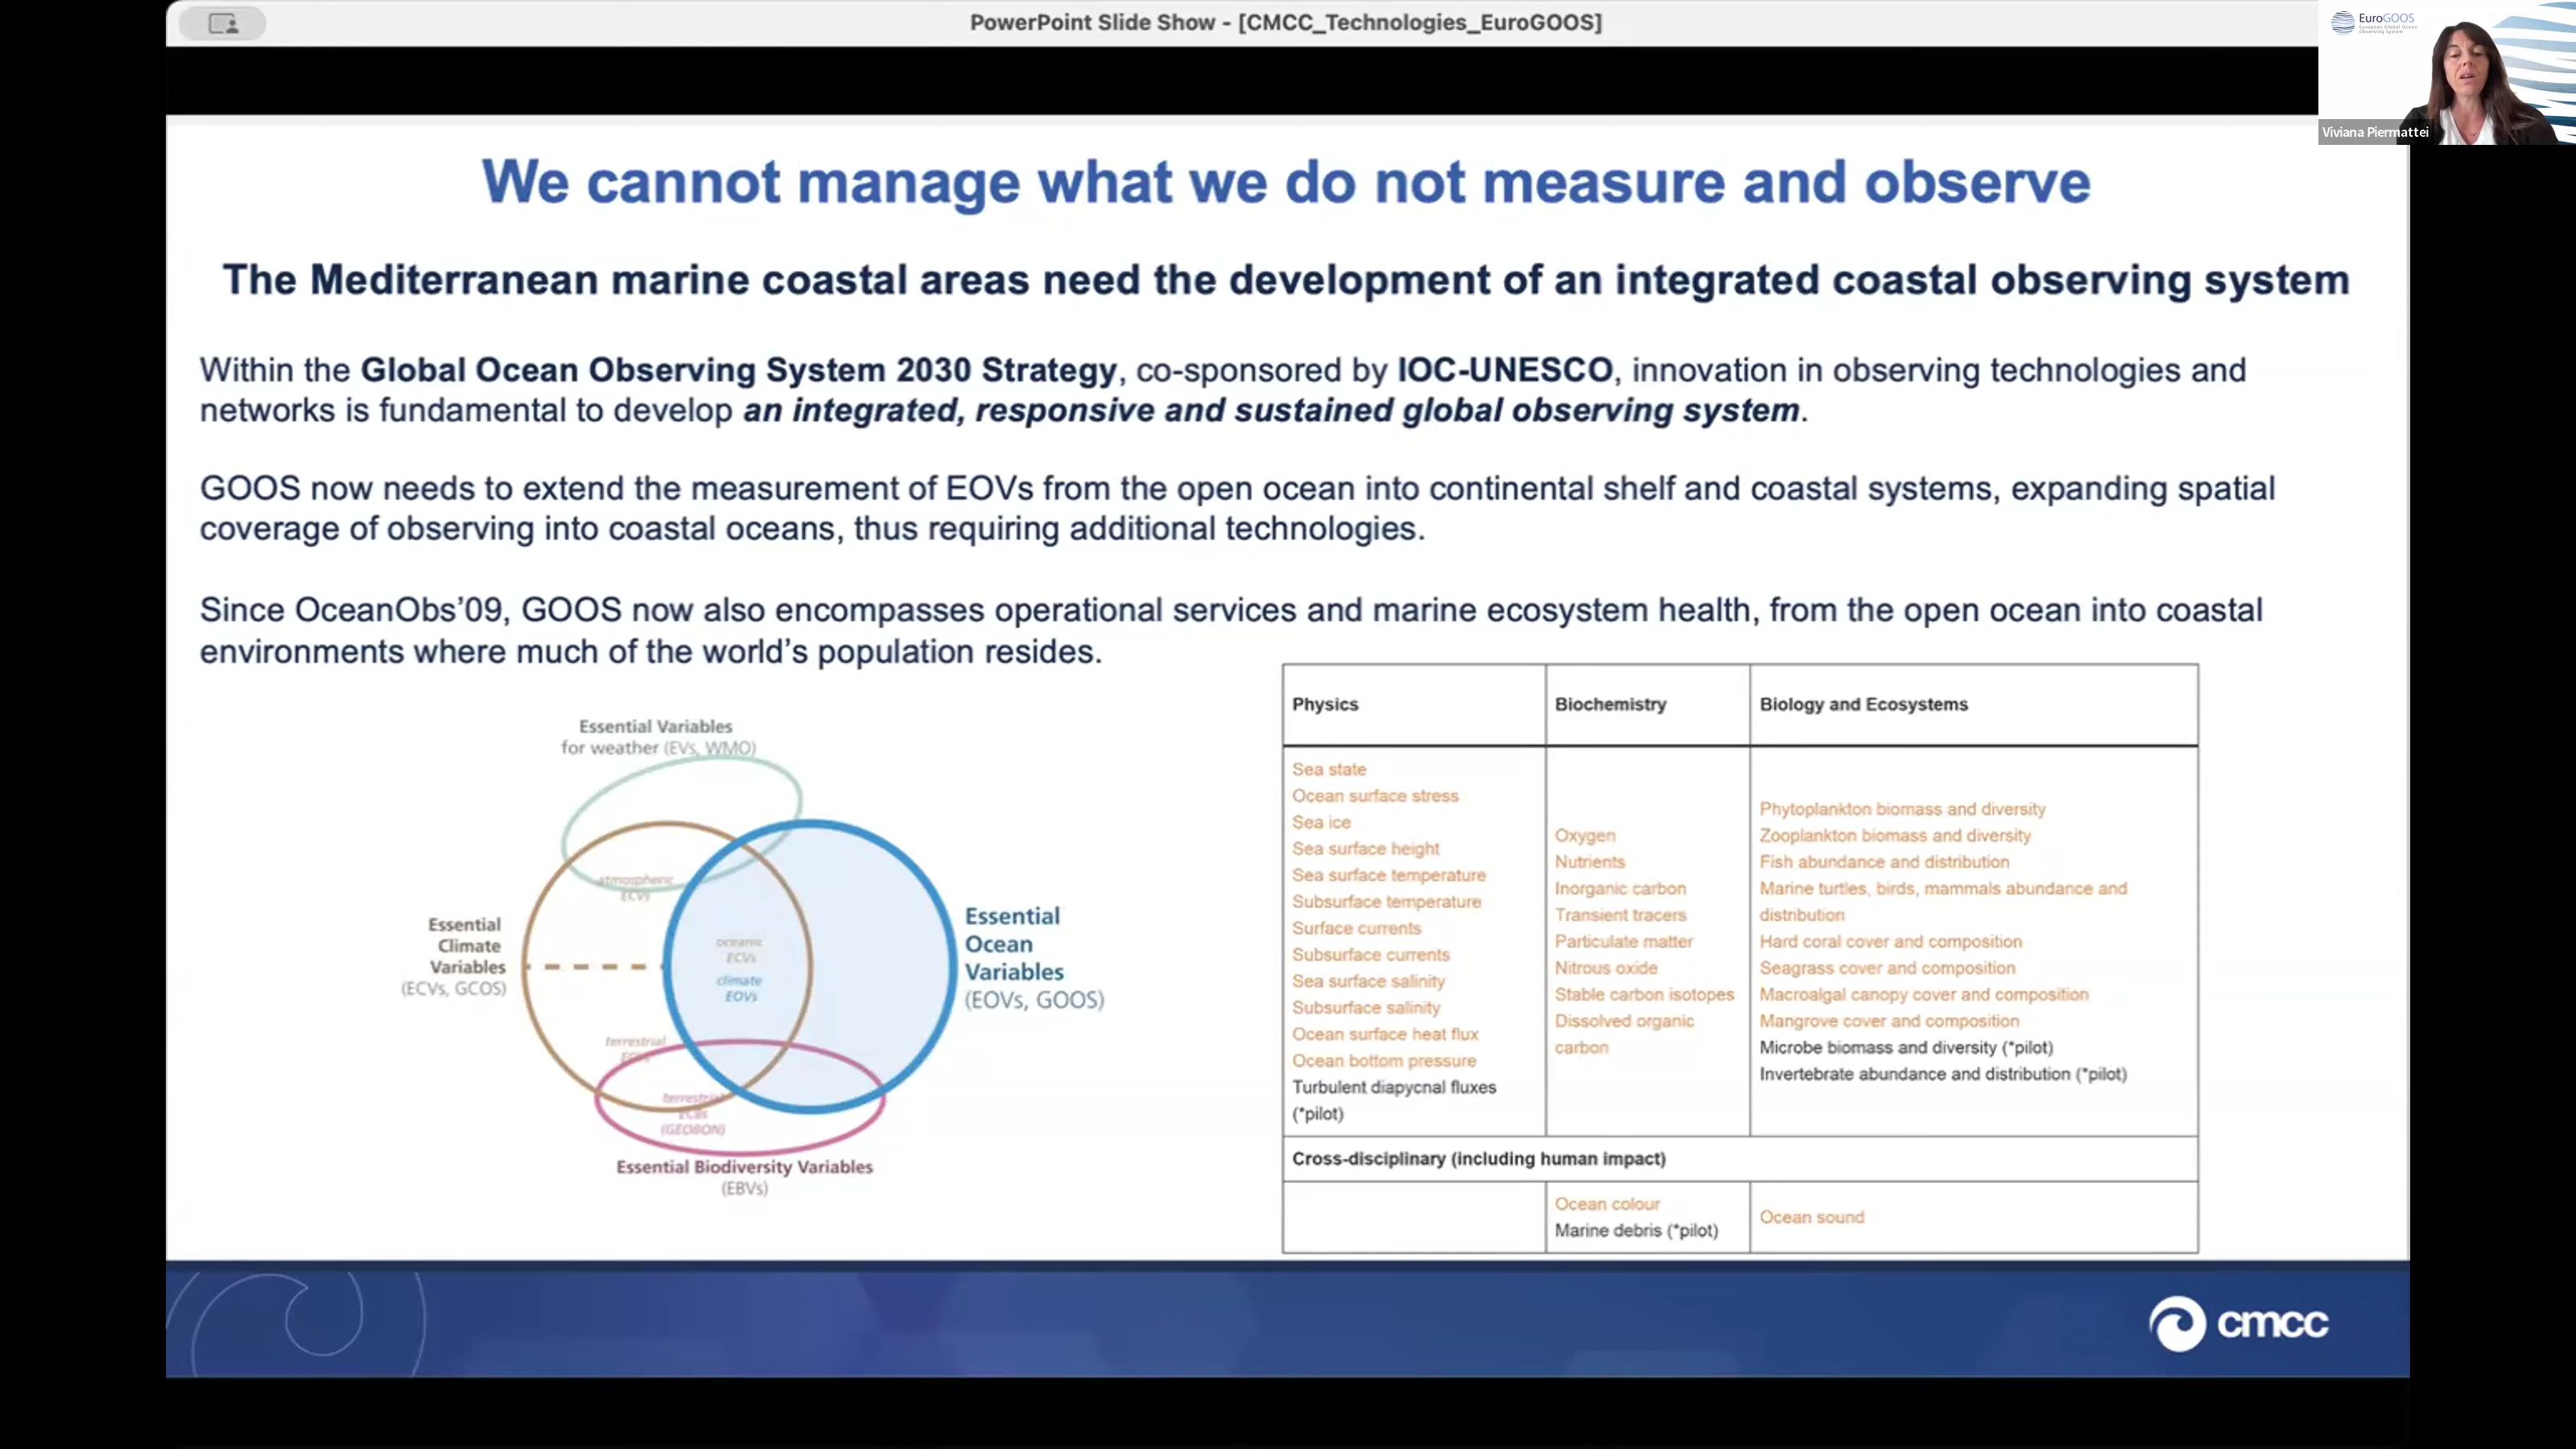 PowerPoint Slide Show - [CMCC_Technologies_EuroGOOS]
EuroGOOS
European Global Ocean
Observing System
Viviana Piermattei
We cannot manage what we do not measure and observe
The Mediterranean marine coastal areas need the development of an integrated coastal observing system
Within the Global Ocean Observing System 2030 Strategy, co-sponsored by IOC-UNESCO, innovation in observing technologies and
networks is fundamental to develop an integrated, responsive and sustained global observing system.
GOOS now needs to extend the measurement of EOVs from the open ocean into continental shelf and coastal systems, expanding spatial
coverage of observing into coastal oceans, thus requiring additional technologies.
Since OceanObs’09, GOOS now also encompasses operational services and marine ecosystem health, from the open ocean into coastal
environments where much of the world’s population resides.
Essential Variables
for weather (EVs, WMO)
atmospheric
ECVs
Essential
Climate
Variables
(ECVs, GCOS)
oceanic
ECVs
climate
EOVs
Essential
Ocean
Variables
(EOVs, GOOS)
terrestrial
terrestrial
(GEOBON)
Essential Biodiversity Variables
(EBVs)
Physics
Sea state
Ocean surface stress
Sea ice
Sea surface height
Sea surface temperature
Subsurface temperature
Surface currents
Subsurface currents
Sea surface salinity
Subsurface salinity
Ocean surface heat flux
Ocean bottom pressure
Turbulent diapycnal fluxes
(*pilot)
Biochemistry
Oxygen
Nutrients
Inorganic carbon
Transient tracers
Particulate matter
Nitrous oxide
Stable carbon isotopes
Dissolved organic
carbon
Biology and Ecosystems
Phytoplankton biomass and diversity
Zooplankton biomass and diversity
Fish abundance and distribution
Marine turtles, birds, mammals abundance and
distribution
Hard coral cover and composition
Seagrass cover and composition
Macroalgal canopy cover and composition
Mangrove cover and composition
Microbe biomass and diversity (*pilot)
Invertebrate abundance and distribution (*pilot)
Cross-disciplinary (including human impact)
Ocean colour
Marine debris (*pilot)
Ocean sound
cmcc